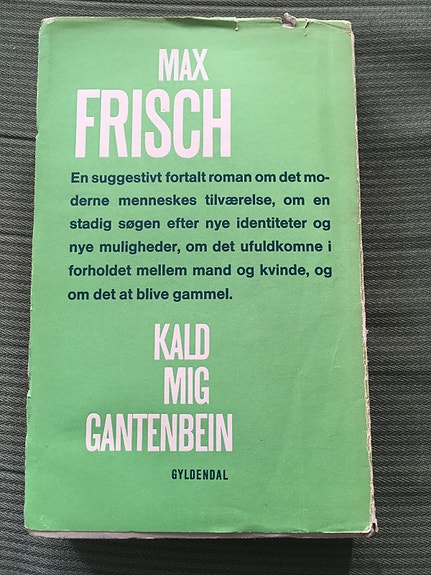 MAX
FRISCH
En suggestivt fortalt roman om det mo-
derne menneskes tilværelse, om en
stadig søgen efter nye identiteter og
nye muligheder, om det ufuldkomne i
forholdet mellem mand og kvinde, og
om det at blive gammel.
KALD
MIG
GANTENBEIN
GYLDENDAL